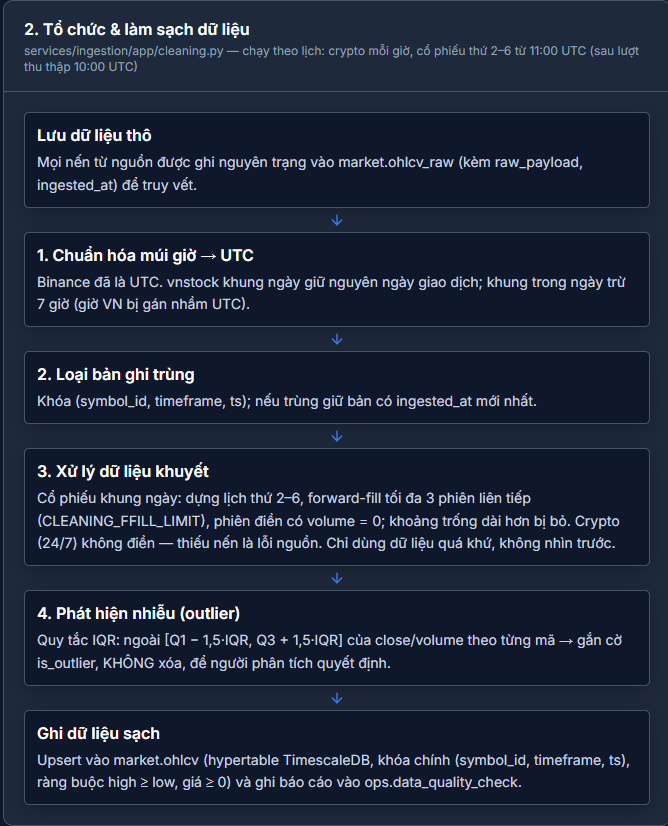 2. Tổ chức & làm sạch dữ liệu
services/ingestion/app/cleaning.py — chạy theo lịch: crypto mỗi giờ, cổ phiếu thứ 2–6 từ 11:00 UTC (sau lượt
thu thập 10:00 UTC)
Lưu dữ liệu thô
Mọi nến từ nguồn được ghi nguyên trạng vào market.ohlcv_raw (kèm raw_payload,
ingested_at) để truy vết.
↓
1. Chuẩn hóa múi giờ → UTC
Binance đã là UTC. vnstock khung ngày giữ nguyên ngày giao dịch; khung trong ngày trừ
7 giờ (giờ VN bị gán nhầm UTC).
↓
2. Loại bản ghi trùng
Khóa (symbol_id, timeframe, ts); nếu trùng giữ bản có ingested_at mới nhất.
↓
3. Xử lý dữ liệu khuyết
Cổ phiếu khung ngày: dựng lịch thứ 2–6, forward-fill tối đa 3 phiên liên tiếp
(CLEANING_FFILL_LIMIT), phiên điền có volume = 0; khoảng trống dài hơn bị bỏ. Crypto
(24/7) không điền — thiếu nến là lỗi nguồn. Chỉ dùng dữ liệu quá khứ, không nhìn trước.
↓
4. Phát hiện nhiễu (outlier)
Quy tắc IQR: ngoài [Q1 − 1,5·IQR, Q3 + 1,5·IQR] của close/volume theo từng mã → gắn cờ
is_outlier, KHÔNG xóa, để người phân tích quyết định.
↓
Ghi dữ liệu sạch
Upsert vào market.ohlcv (hypertable TimescaleDB, khóa chính (symbol_id, timeframe, ts),
ràng buộc high ≥ low, giá ≥ 0) và ghi báo cáo vào ops.data_quality_check.